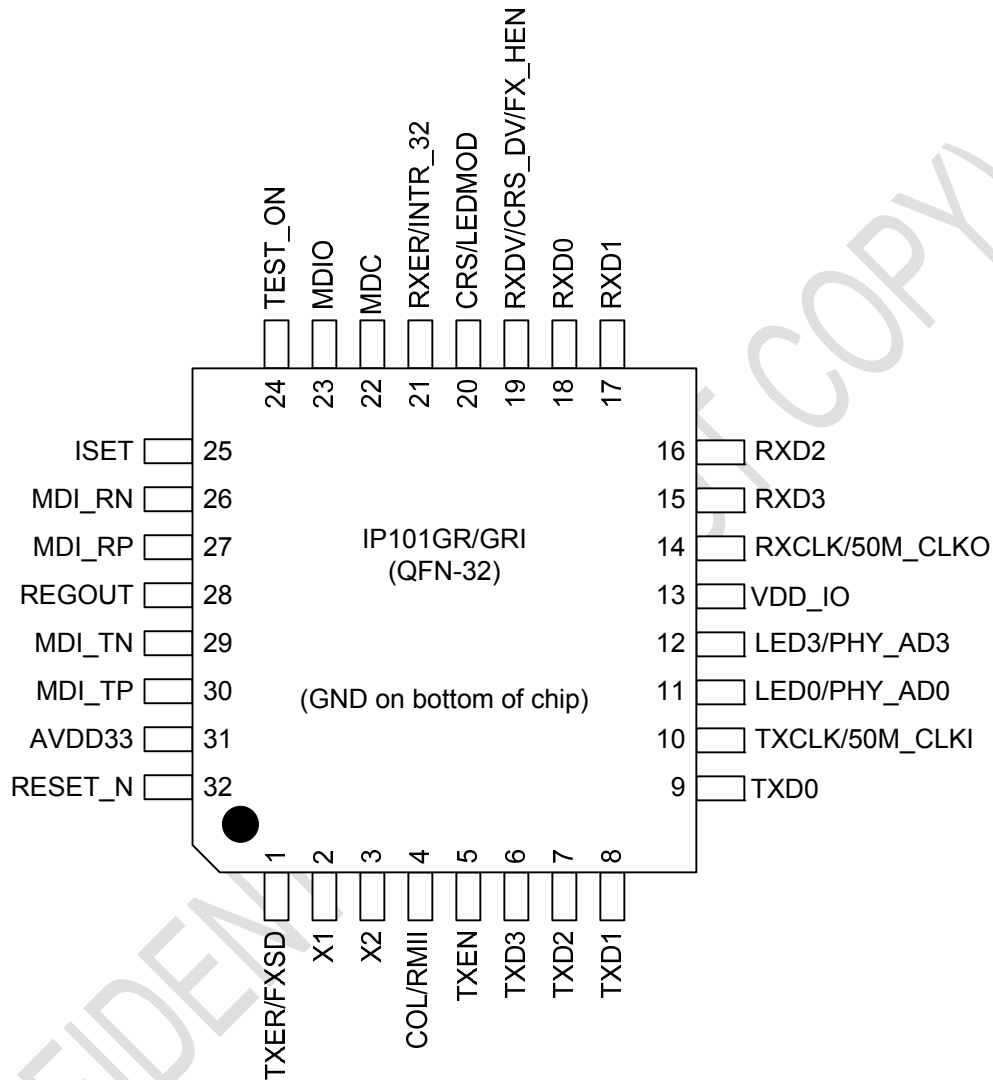 TEST_ON
MDIO
MDC
RXER/INTR_32
CRS/LEDMOD
RXDV/CRS_DV/FX_HEN
RXD0
RXD1
24
23
22
21
20
19
18
17
ISET 25
MDI_RN 26
MDI_RP 27
REGOUT 28
MDI_TN 29
MDI_TP 30
AVDD33 31
RESET_N 32
IP101GR/GRI
(QFN-32)
(GND on bottom of chip)
16 RXD2
15 RXD3
14 RXCLK/50M_CLKO
13 VDD_IO
12 LED3/PHY_AD3
11 LED0/PHY_AD0
10 TXCLK/50M_CLKI
9 TXD0
1
2
3
4
5
6
7
8
TXER/FXSD
X1
X2
COL/RMII
TXEN
TXD3
TXD2
TXD1
COPY)